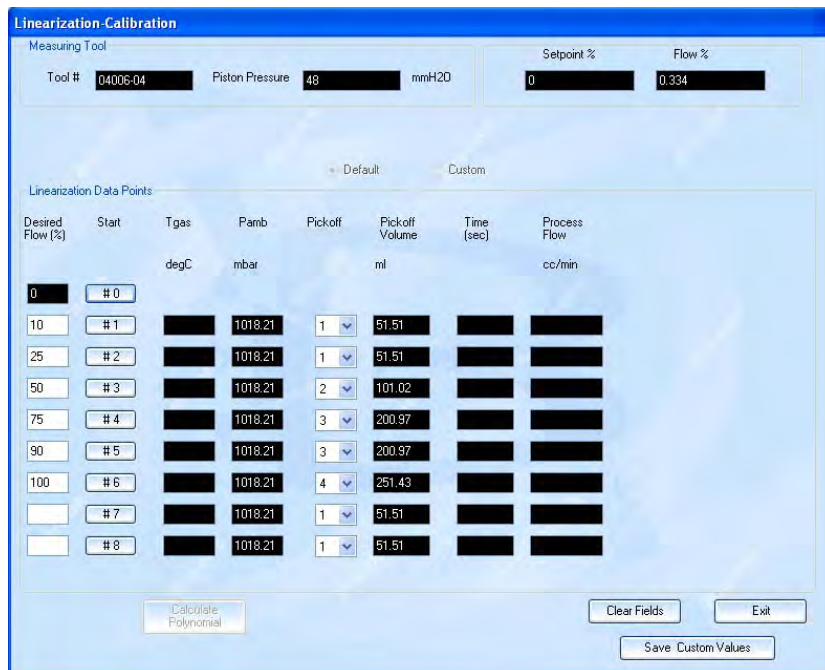 Linearization-Calibration
Measuring Tool
Tool # 04006-04 Piston Pressure 48 mmH2O
Setpoint % Flow %
0 0.334
Default Custom
Linearization Data Points
Desired Flow (%) Start Tgas Pamb Pickoff Pickoff Volume Time (sec) Process Flow
degC mbar ml cc/min
0 # 0
10 # 1 1018.21 1 51.51
25 # 2 1018.21 1 51.51
50 # 3 1018.21 2 101.02
75 # 4 1018.21 3 200.97
90 # 5 1018.21 3 200.97
100 # 6 1018.21 4 251.43
# 7 1018.21 1 51.51
# 8 1018.21 1 51.51
Calculate Polynomial
Clear Fields Exit
Save Custom Values